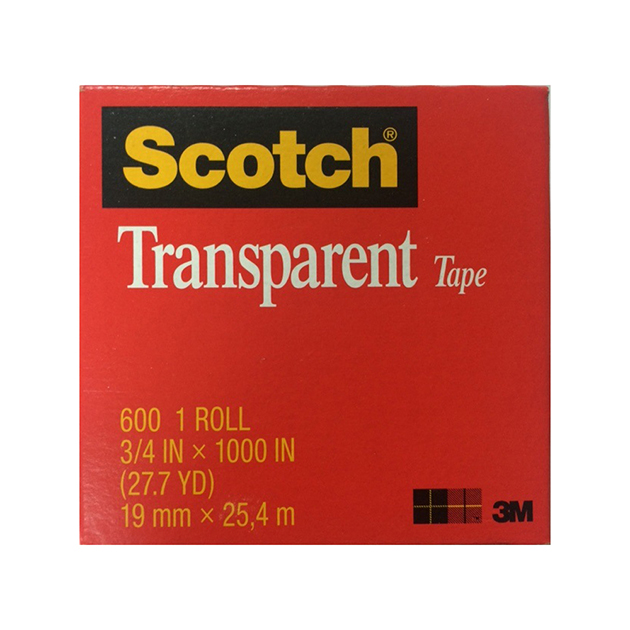 Scotch®
Transparent Tape
600 1 ROLL
3/4 IN × 1000 IN
(27.7 YD)
19 mm × 25,4 m
3M